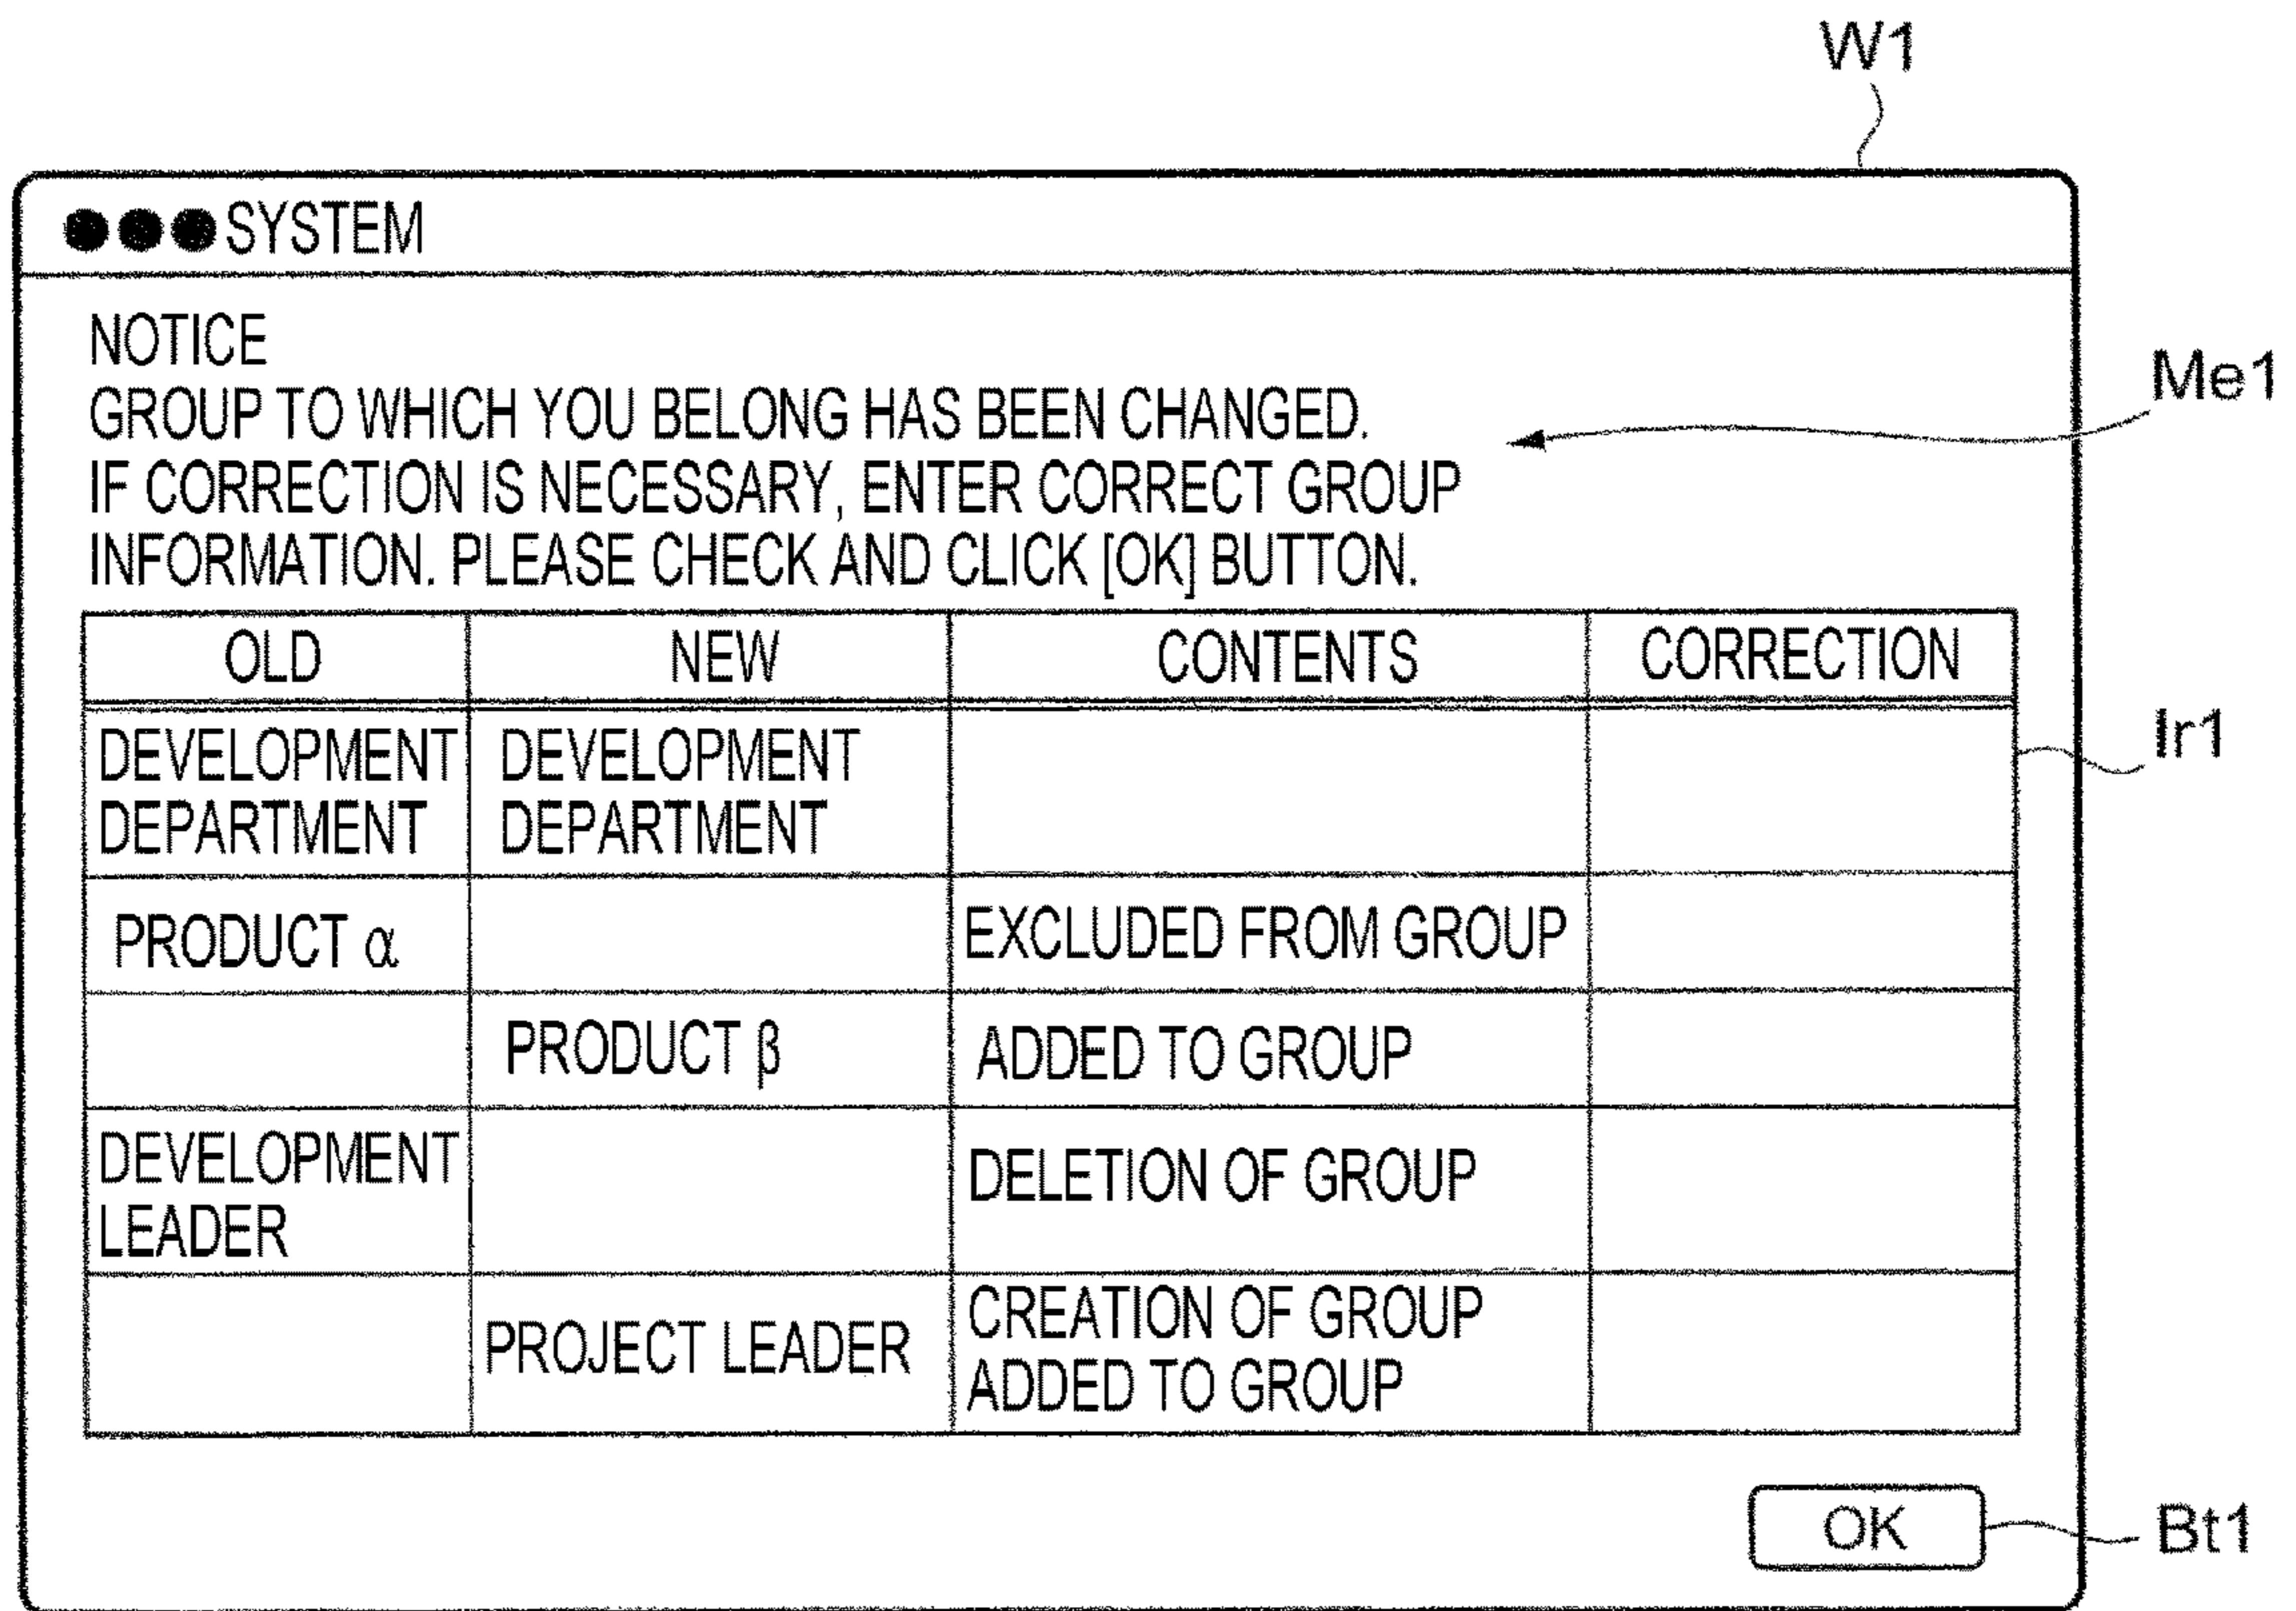 W1
●●●SYSTEM
NOTICE
GROUP TO WHICH YOU BELONG HAS BEEN CHANGED.
Me1
IF CORRECTION IS NECESSARY, ENTER CORRECT GROUP
INFORMATION. PLEASE CHECK AND CLICK [OK] BUTTON.
OLD NEW CONTENTS CORRECTION
Ir1
DEVELOPMENT DEVELOPMENT
DEPARTMENT DEPARTMENT
PRODUCT α EXCLUDED FROM GROUP
PRODUCT β ADDED TO GROUP
DEVELOPMENT
LEADER
DELETION OF GROUP
PROJECT LEADER
CREATION OF GROUP
ADDED TO GROUP
OK
Bt1